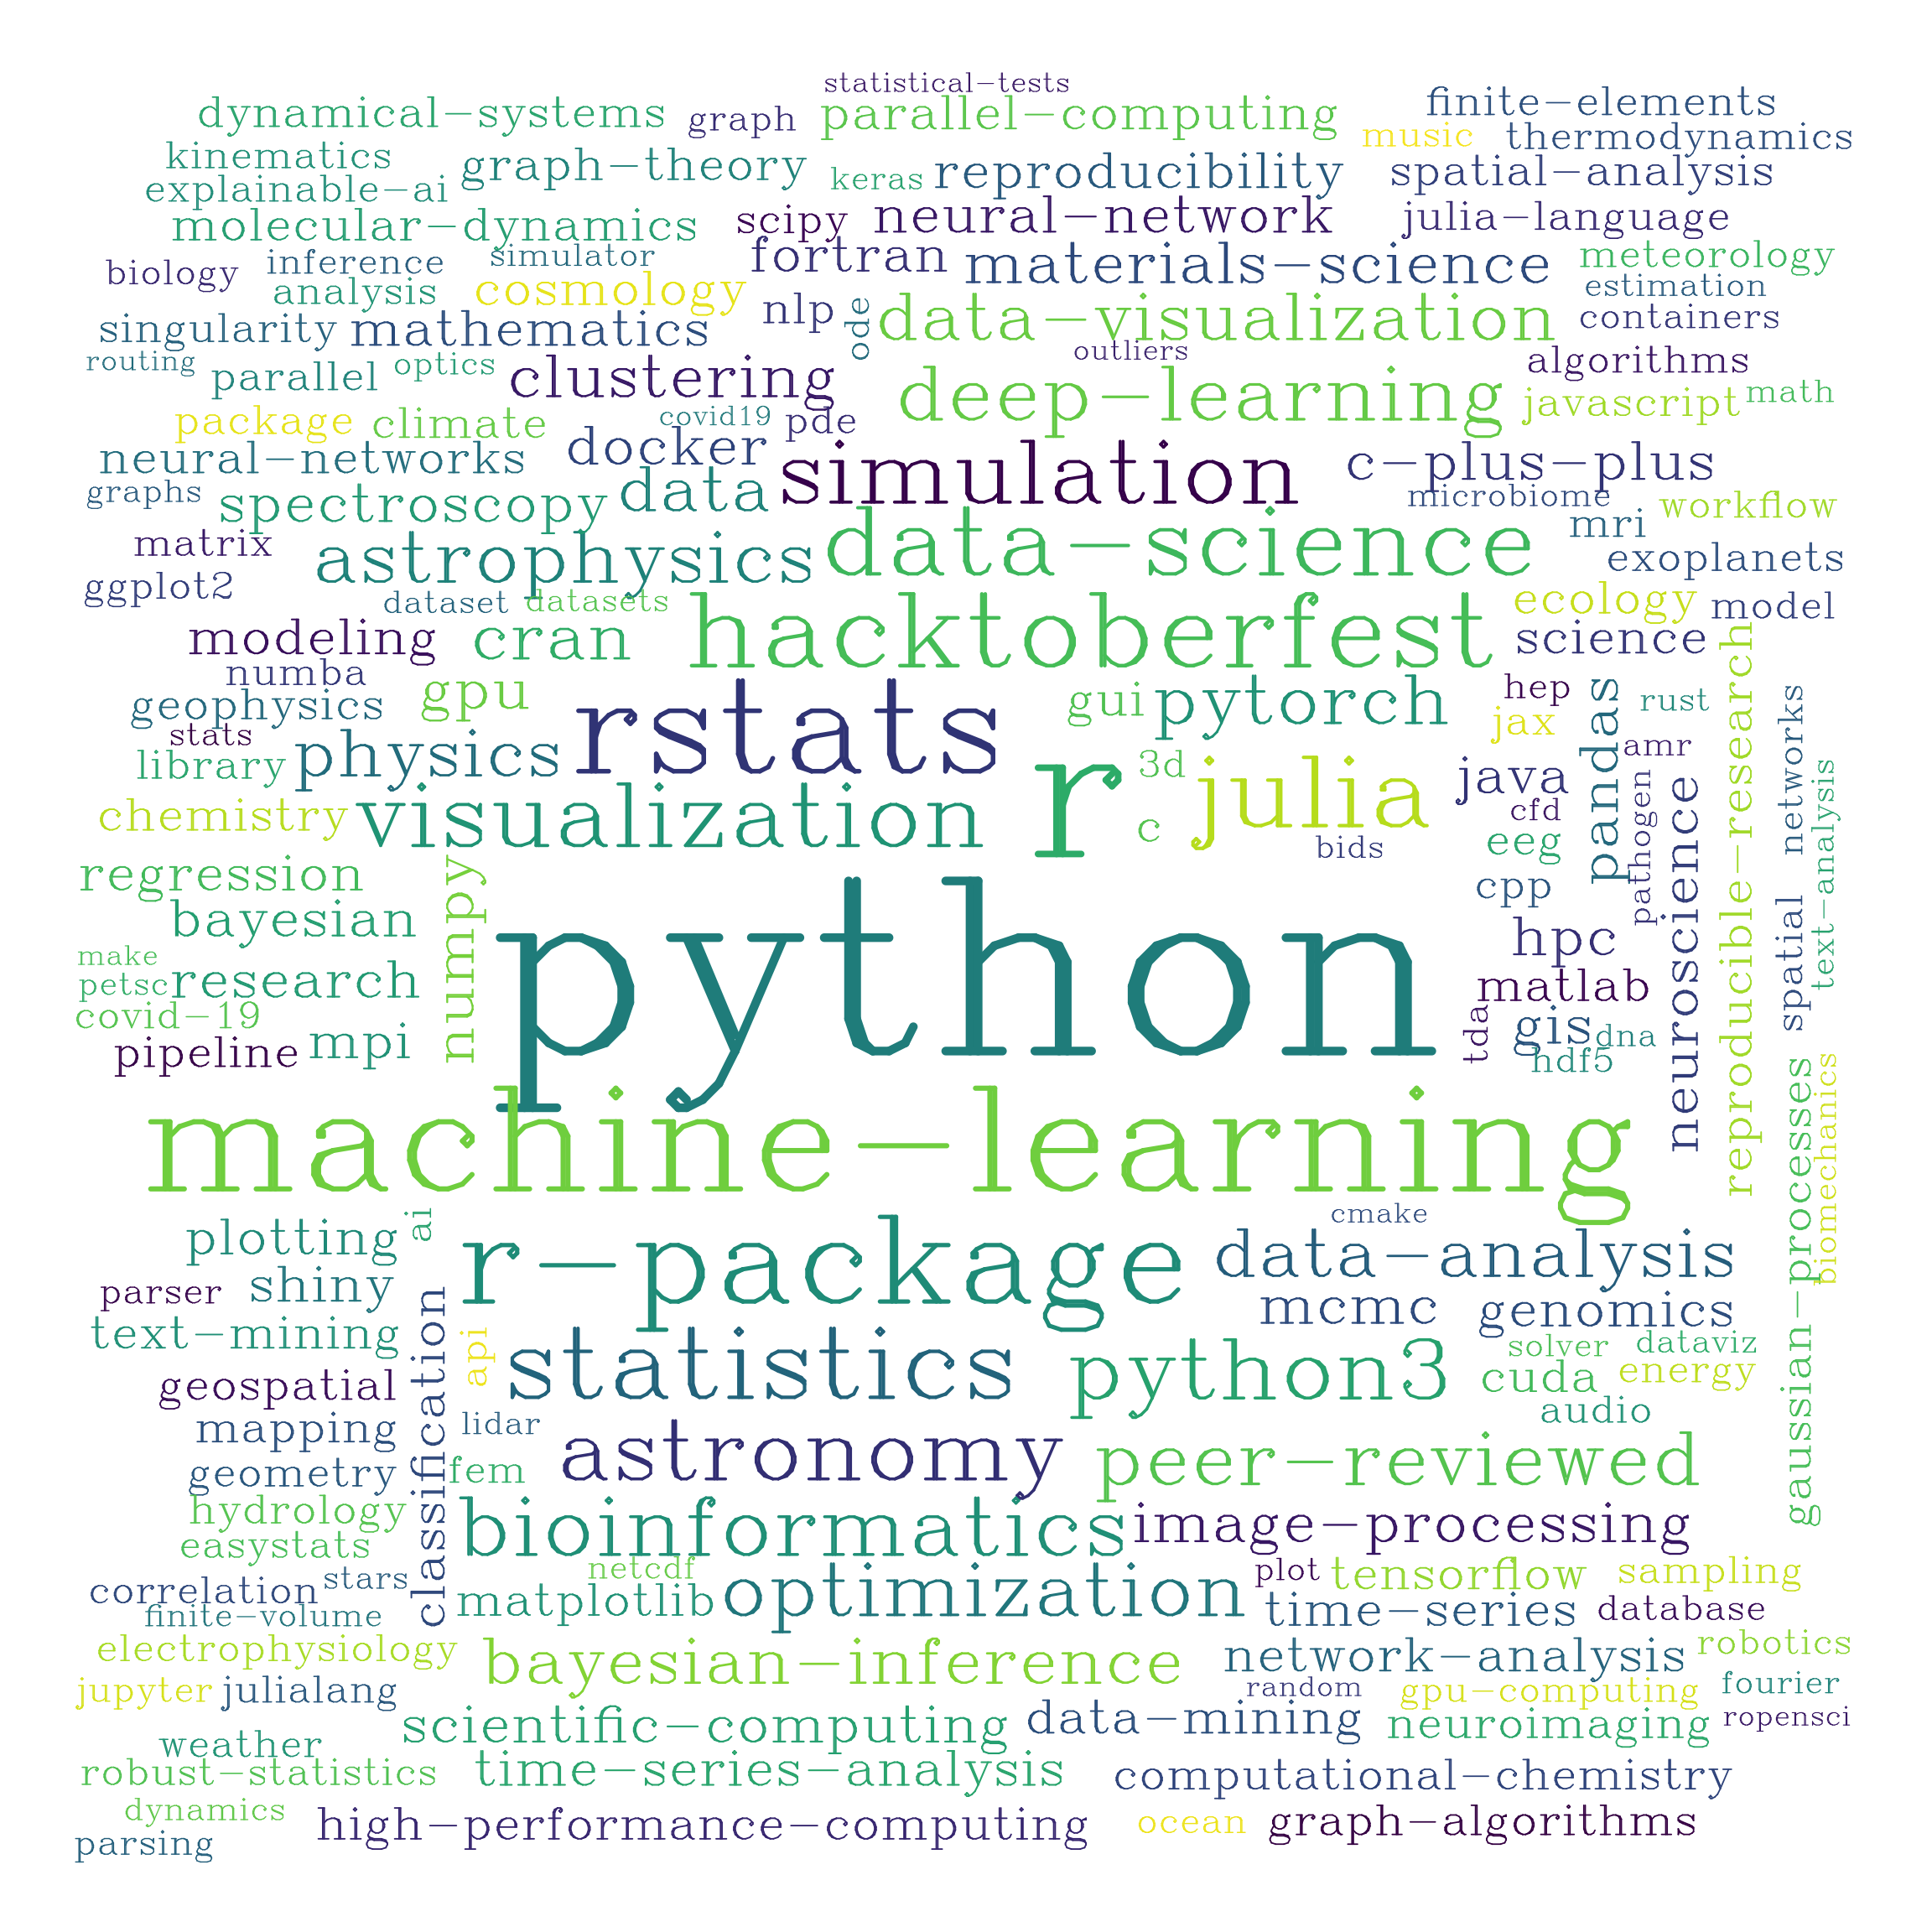 statistical-tests
dynamical-systems
graph
parallel-computing
finite-elements
music
thermodynamics
kinematics
graph-theory
keras
reproducibility
spatial-analysis
explainable-ai
molecular-dynamics
scipy
neural-network
julia-language
biology
inference
simulator
fortran
materials-science
meteorology
analysis
cosmology
nlp
ode
data-visualization
estimation
containers
singularity
mathematics
outliers
routing
parallel
optics
clustering
deep-learning
algorithms
package
climate
covid19
pde
javascript
math
neural-networks
docker
simulation
c-plus-plus
graphs
spectroscopy
data
microbiome
workflow
matrix
astrophysics
data-science
mri
exoplanets
ggplot2
dataset
datasets
hacktoberfest
ecology
model
modeling
cran
science
numba
geophysics
gpu
rstats
gui
pytorch
hep
jax
pandas
rust
reproducible-research
networks
stats
library
physics
r
3d
julia
java
amr
chemistry
visualization
c
cfd
bids
eeg
pathogen
neuroscience
text-analysis
regression
bayesian
numpy
python
cpp
hpc
spatial
make
petsc
research
matlab
covid-19
pipeline
mpi
tda
gis
dna
hdf5
machine-learning
gaussian-processes
biomechanics
plotting
ai
r-package
cmake
data-analysis
parser
shiny
mcmc
genomics
text-mining
classification
api
statistics
python3
solver
dataviz
geospatial
cuda
energy
mapping
lidar
astronomy
audio
geometry
fem
peer-reviewed
hydrology
bioinformatics
image-processing
easystats
netcdf
correlation
stars
matplotlib
optimization
plot
tensorflow
sampling
finite-volume
time-series
database
electrophysiology
bayesian-inference
network-analysis
robotics
jupyter
julialang
random
gpu-computing
fourier
scientific-computing
data-mining
neuroimaging
ropensci
weather
robust-statistics
time-series-analysis
computational-chemistry
dynamics
high-performance-computing
ocean
graph-algorithms
parsing